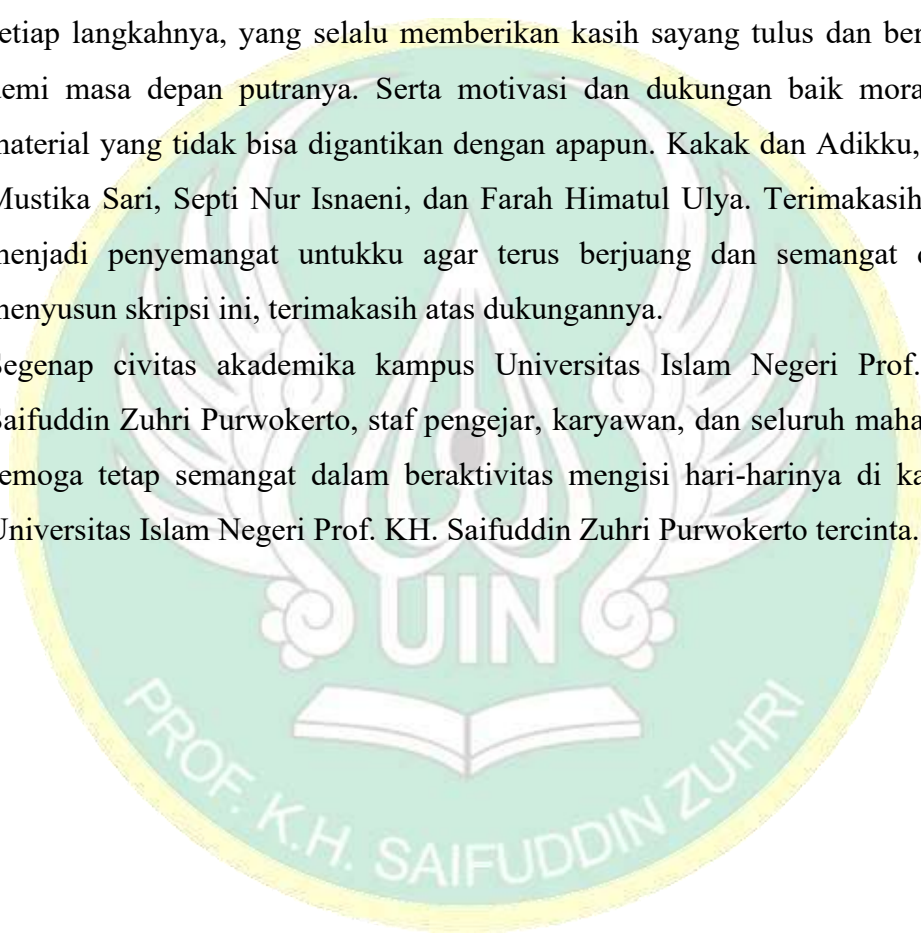 setiap langkahnya, yang selalu memberikan kasih sayang tulus dan ber
demi masa depan putranya. Serta motivasi dan dukungan baik mora
material yang tidak bisa digantikan dengan apapun. Kakak dan Adikku,
Mustika Sari, Septi Nur Isnaeni, dan Farah Himatul Ulya. Terimakasih
menjadi penyemangat untukku agar terus berjuang dan semangat
menyusun skripsi ini, terimakasih atas dukungannya.
Segenap civitas akademika kampus Universitas Islam Negeri Prof.
Saifuddin Zuhri Purwokerto, staf pengejar, karyawan, dan seluruh maha
semoga tetap semangat dalam beraktivitas mengisi hari-harinya di ka
Universitas Islam Negeri Prof. KH. Saifuddin Zuhri Purwokerto tercinta.
UIN
PROF. K.H. SAIFUDDIN ZUHRI